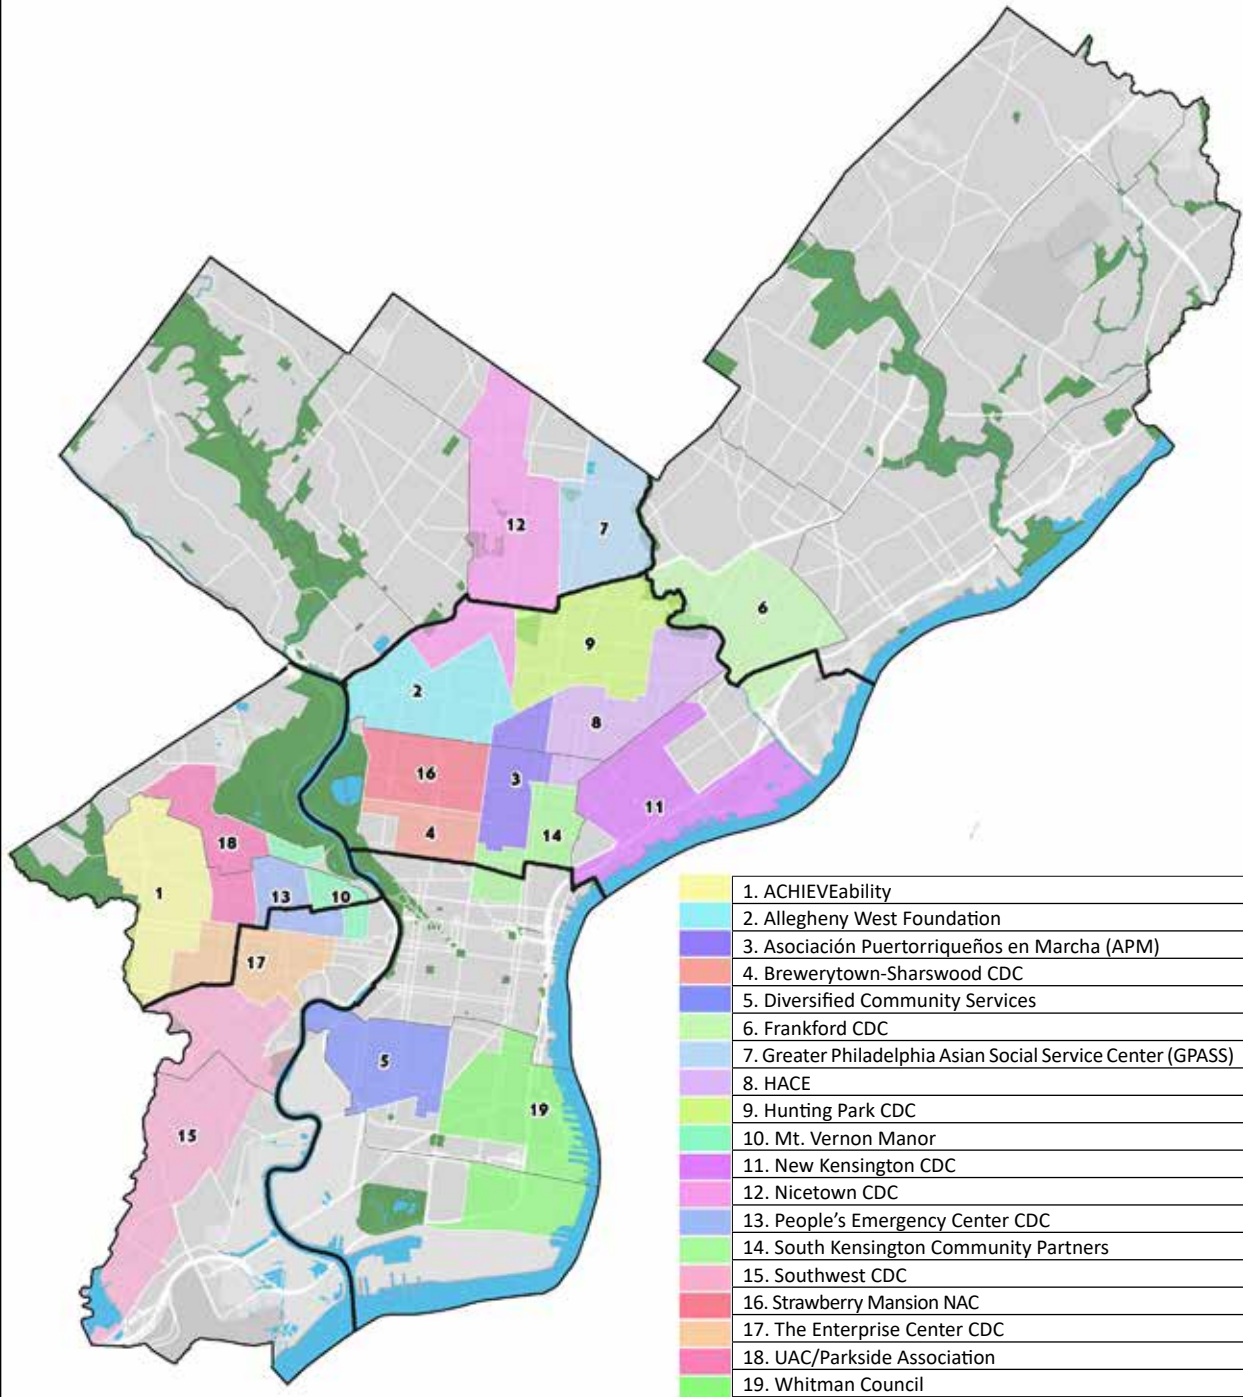 12
7
6
9
2
8
16
3
11
4
14
18
1
13
10
17
5
19
15
1. ACHIEVEability
2. Allegheny West Foundation
3. Asociación Puertorriqueños en Marcha (APM)
4. Brewerytown-Sharswood CDC
5. Diversified Community Services
6. Frankford CDC
7. Greater Philadelphia Asian Social Service Center (GPASS)
8. HACE
9. Hunting Park CDC
10. Mt. Vernon Manor
11. New Kensington CDC
12. Nicetown CDC
13. People’s Emergency Center CDC
14. South Kensington Community Partners
15. Southwest CDC
16. Strawberry Mansion NAC
17. The Enterprise Center CDC
18. UAC/Parkside Association
19. Whitman Council